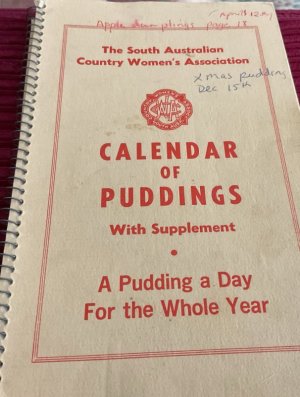 April 12
Apple dumplings page 18
The South Australian
Country Women's Association
Xmas pudding
Dec 15th
CALENDAR
OF
PUDDINGS
With Supplement
•
A Pudding a Day
For the Whole Year